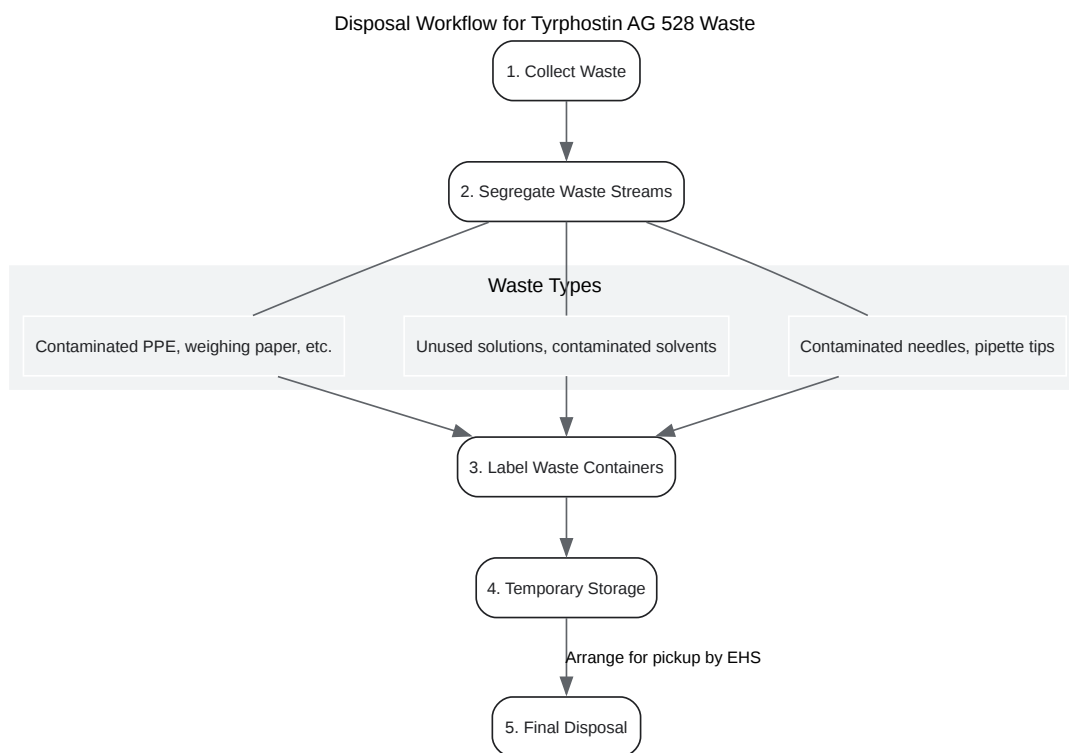 Disposal Workflow for Tyrphostin AG 528 Waste
1. Collect Waste
2. Segregate Waste Streams
Waste Types
Contaminated PPE, weighing paper, etc.
Unused solutions, contaminated solvents
Contaminated needles, pipette tips
3. Label Waste Containers
4. Temporary Storage
Arrange for pickup by EHS
5. Final Disposal